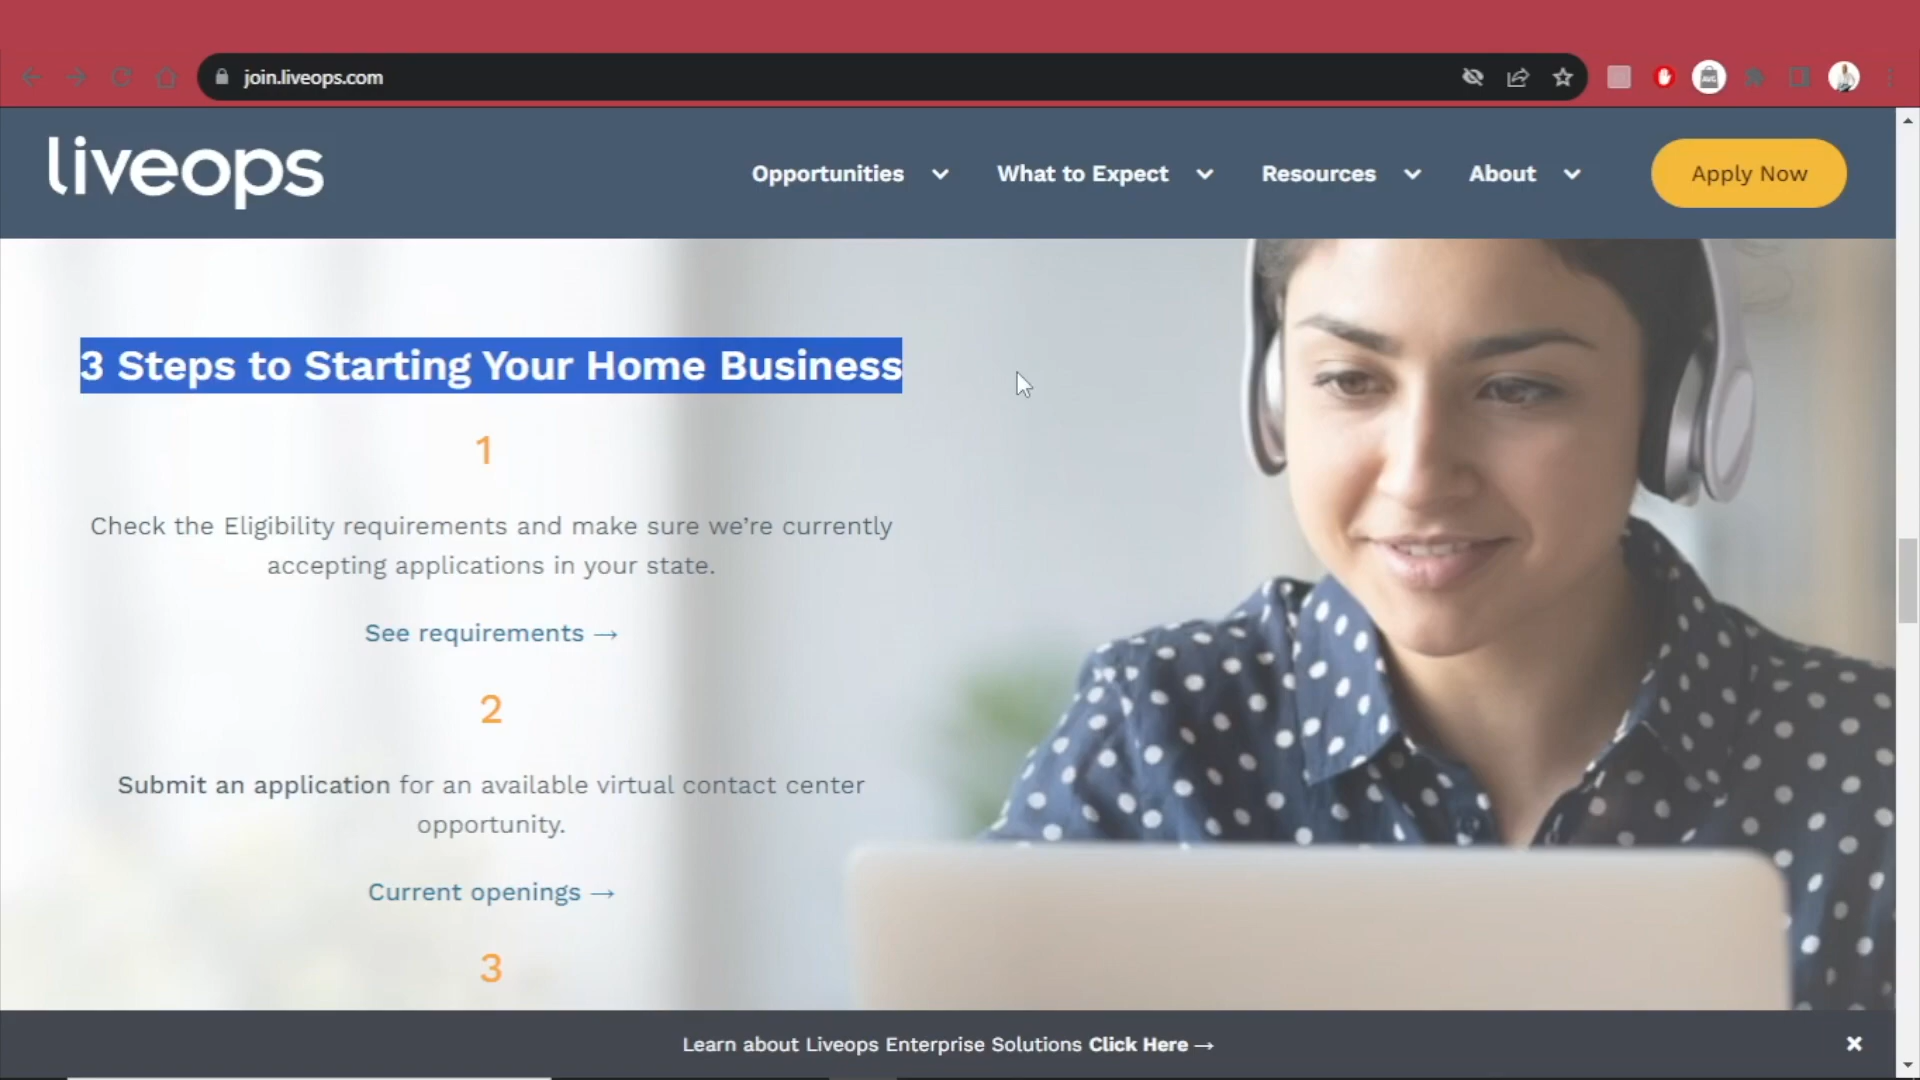 join.liveops.com
liveops
Opportunities
What to Expect
Resources
About
Apply Now
3 Steps to Starting Your Home Business
1
Check the Eligibility requirements and make sure we’re currently
accepting applications in your state.
See requirements →
2
Submit an application for an available virtual contact center
opportunity.
Current openings →
3
Learn about Liveops Enterprise Solutions Click Here →